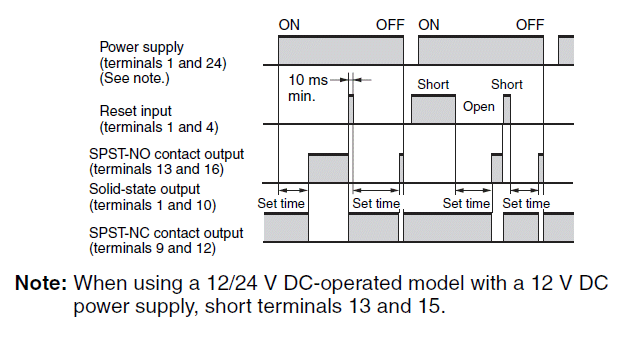 ON OFF ON OFF
Power supply
(terminals 1 and 24)
(See note.)
10 ms
min.
Short Short
Open
Reset input
(terminals 1 and 4)
SPST-NO contact output
(terminals 13 and 16)
Solid-state output
(terminals 1 and 10)
Set time Set time Set time Set time
SPST-NC contact output
(terminals 9 and 12)
Note: When using a 12/24 V DC-operated model with a 12 V DC
power supply, short terminals 13 and 15.